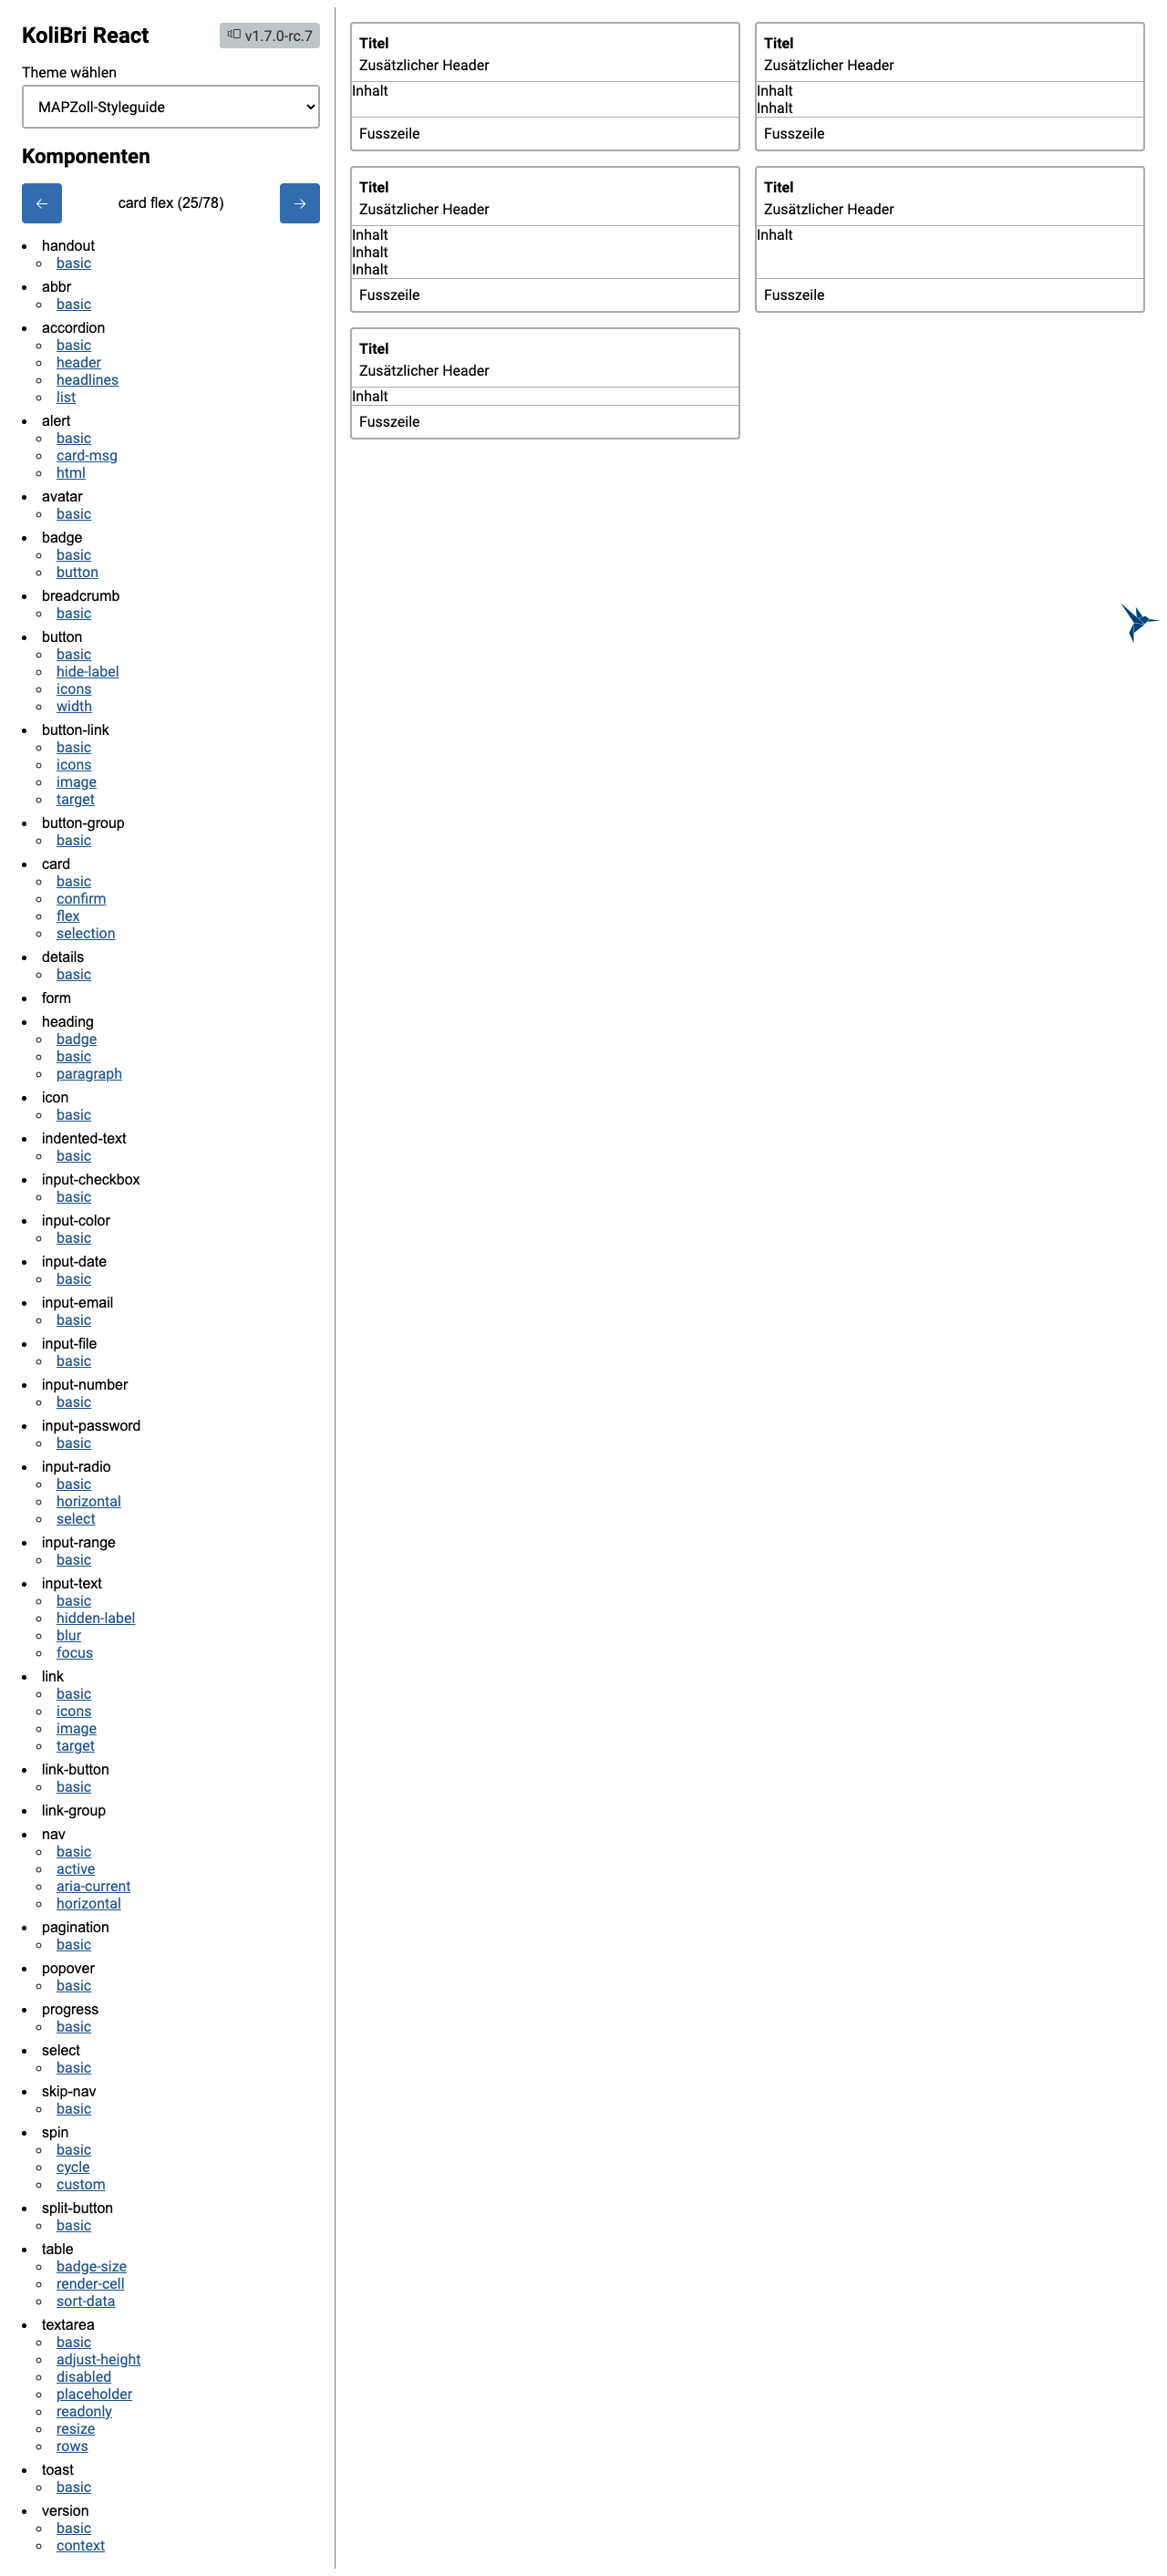 KoliBri React
v1.7.0-rc.7
Theme wählen
MAPZoll-Styleguide
Komponenten
← card flex (25/78) →
handout
basic
abbr
basic
accordion
basic
header
headlines
list
alert
basic
card-msg
html
avatar
basic
badge
basic
button
breadcrumb
basic
button
basic
hide-label
icons
width
button-link
basic
icons
image
target
button-group
basic
card
basic
confirm
flex
selection
details
basic
form
heading
badge
basic
paragraph
icon
basic
indented-text
basic
input-checkbox
basic
input-color
basic
input-date
basic
input-email
basic
input-file
basic
input-number
basic
input-password
basic
input-radio
basic
horizontal
select
input-range
basic
input-text
basic
hidden-label
blur
focus
link
basic
icons
image
target
link-button
basic
link-group
nav
basic
active
aria-current
horizontal
pagination
basic
popover
basic
progress
basic
select
basic
skip-nav
basic
spin
basic
cycle
custom
split-button
basic
table
badge-size
render-cell
sort-data
textarea
basic
adjust-height
disabled
placeholder
readonly
resize
rows
toast
basic
version
basic
context
Titel
Zusätzlicher Header
Inhalt
Fusszeile
Titel
Zusätzlicher Header
Inhalt
Inhalt
Fusszeile
Titel
Zusätzlicher Header
Inhalt
Inhalt
Inhalt
Fusszeile
Titel
Zusätzlicher Header
Inhalt
Fusszeile
Titel
Zusätzlicher Header
Inhalt
Fusszeile